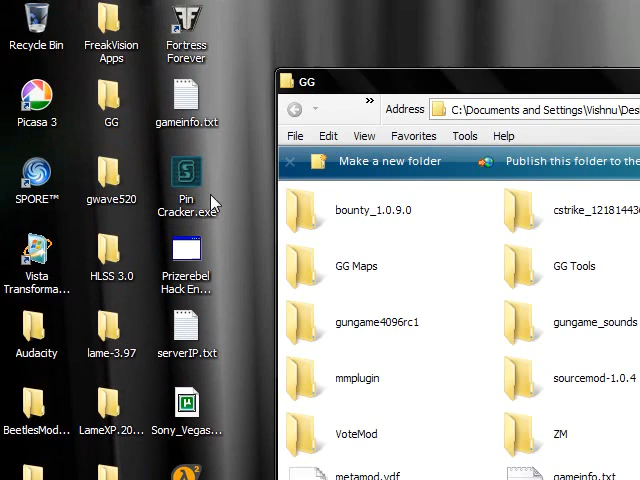 Recycle Bin
FreakVision
Apps
Fortress
Forever
Picasa 3
GG
gameinfo.txt
SPORE™
gwave520
Pin
Cracker.exe
Vista
Transforma...
HLSS 3.0
Prizerebel
Hack En...
Audacity
lame-3.97
serverIP.txt
BeetlesMod...
LameXP.20...
Sony_Vegas...
GG
Address C:\Documents and Settings\Vishnu\Des
File Edit View Favorites Tools Help
Make a new folder Publish this folder to the
bounty_1.0.9.0 cstrike_121814436
GG Maps GG Tools
gungame4096rc1 gungame_sounds
mmplugin sourcemod-1.0.4
VoteMod ZM
metamod.vdf gameinfo.txt